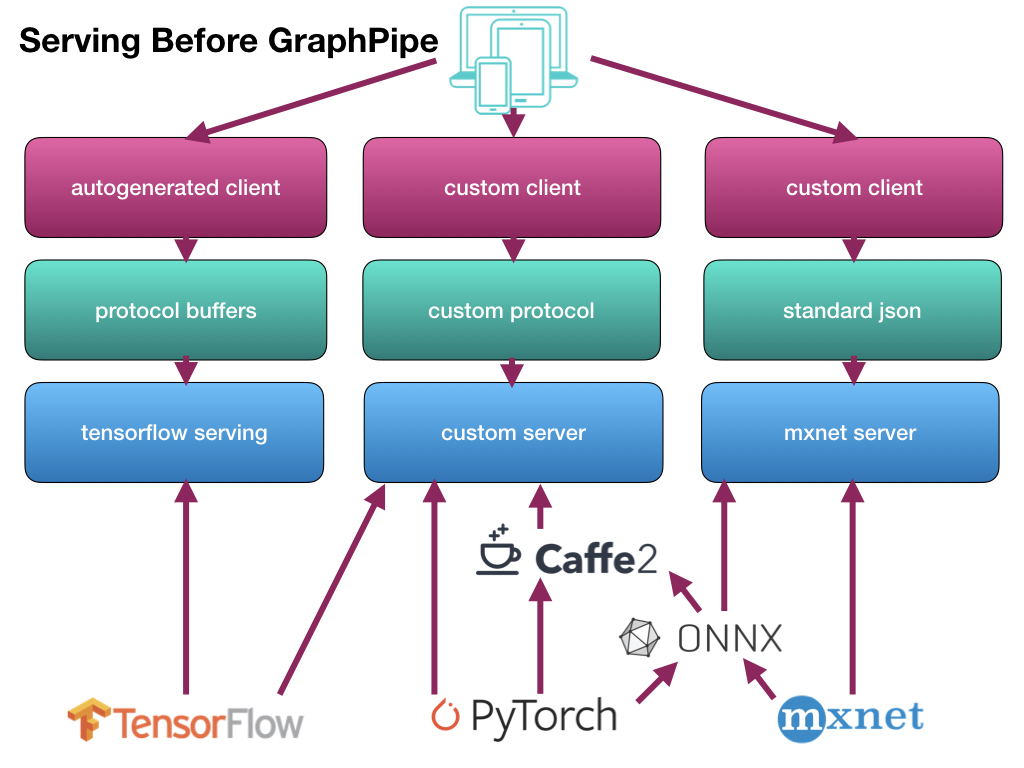 Serving Before GraphPipe
autogenerated client
custom client
custom client
protocol buffers
custom protocol
standard json
tensorflow serving
custom server
mxnet server
Caffe2
ONNX
TensorFlow
PyTorch
mxnet